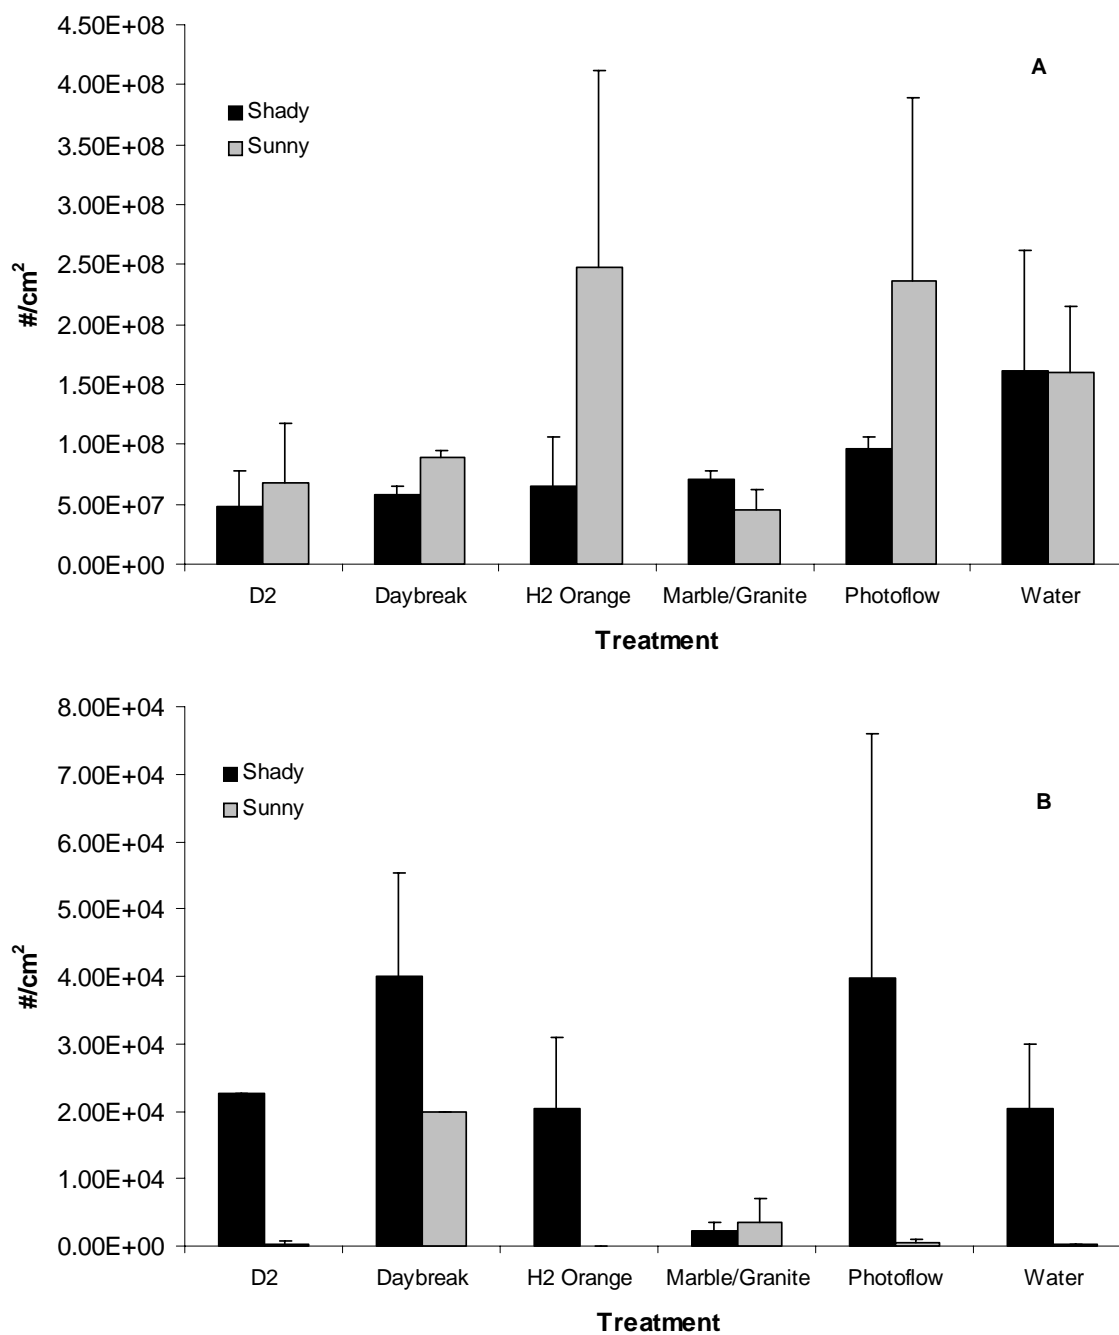 4.50E+08
4.00E+08
3.50E+08
3.00E+08
2.50E+08
2.00E+08
1.50E+08
1.00E+08
5.00E+07
0.00E+00
#/cm²
Shady
Sunny
A
D2 Daybreak H2 Orange Marble/Granite Photoflow Water
Treatment
8.00E+04
7.00E+04
6.00E+04
5.00E+04
4.00E+04
3.00E+04
2.00E+04
1.00E+04
0.00E+00
#/cm²
Shady
Sunny
B
D2 Daybreak H2 Orange Marble/Granite Photoflow Water
Treatment